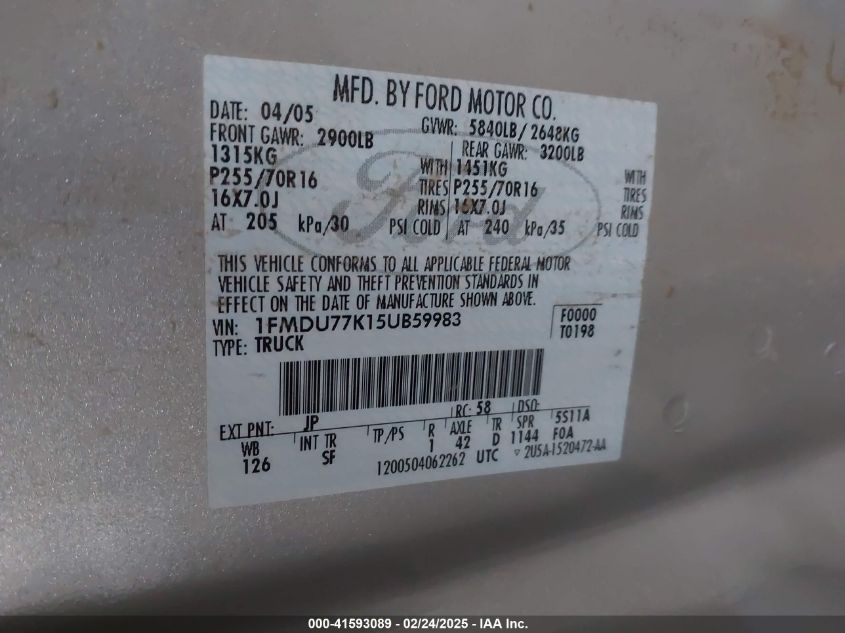 MFD. BY FORD MOTOR CO.
DATE: 04/05 GVWR: 5840LB/ 2648KG
FRONT GAWR: 2900LB REAR GAWR: 3200LB
1315KG WITH 1451KG WITH
P255/70R16 TIRES P255/70R16 TIRES
16X7.0J RIMS 16X7.0J RIMS
AT 205 kPa/30 PSI COLD AT 240 kPa/35 PSI COLD
Ford
THIS VEHICLE CONFORMS TO ALL APPLICABLE FEDERAL MOTOR
VEHICLE SAFETY AND THEFT PREVENTION STANDARDS IN
EFFECT ON THE DATE OF MANUFACTURE SHOWN ABOVE.
VIN: 1FMDU77K15UB59983 F0000
TYPE: TRUCK T0198
EXT PNT: JP RC: 58 DSO:
WB INT TR TP/PS R AXLE TR SPR 5S11A
126 SF 1 42 D 1144 F0A
1200504062262 UTC ▽ 2U5A-1520472-AA
000-41593089 - 02/24/2025 - IAA Inc.